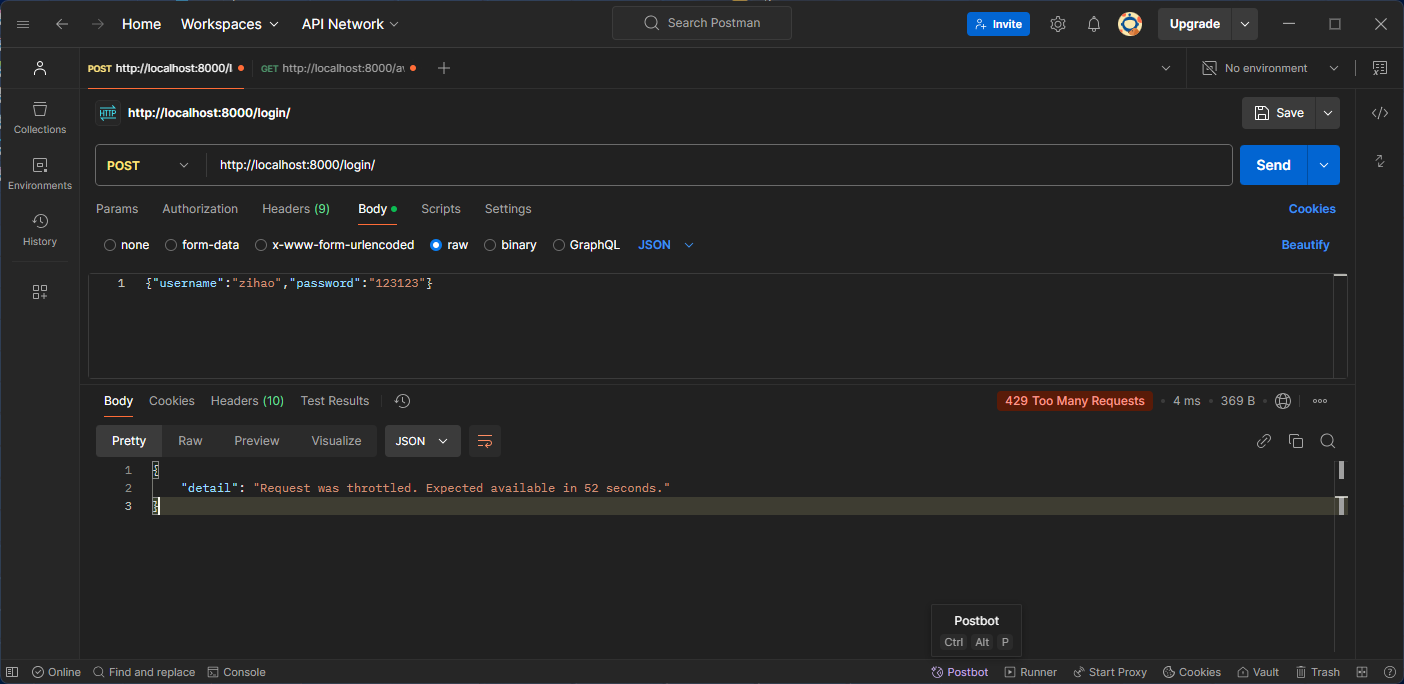 Home Workspaces API Network Search Postman Invite Upgrade
POST http://localhost:8000/l GET http://localhost:8000/a No environment
HTTP http://localhost:8000/login/ Save
Collections
Environments
History
POST http://localhost:8000/login/ Send
Params Authorization Headers (9) Body Scripts Settings Cookies
none form-data x-www-form-urlencoded raw binary GraphQL JSON Beautify
1 {"username":"zihao","password":"123123"}
Body Cookies Headers (10) Test Results 429 Too Many Requests 4 ms 369 B
Pretty Raw Preview Visualize JSON
1 {
2 "detail": "Request was throttled. Expected available in 52 seconds."
3 }
Postbot
Ctrl Alt P
Online Find and replace Console Postbot Runner Start Proxy Cookies Vault Trash